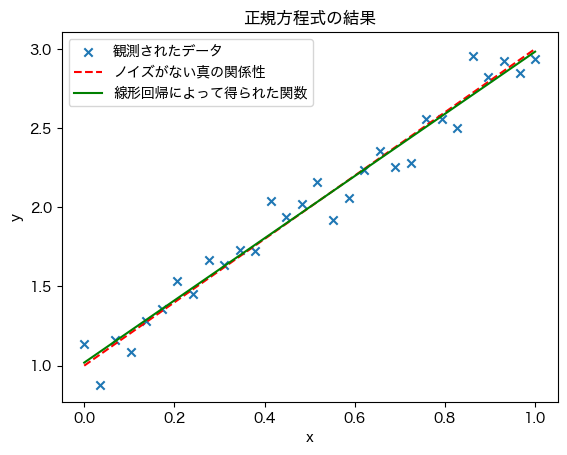 正規方程式の結果
観測されたデータ
ノイズがない真の関係性
線形回帰によって得られた関数
3.0
2.5
2.0
1.5
1.0
y
0.0 0.2 0.4 0.6 0.8 1.0
x